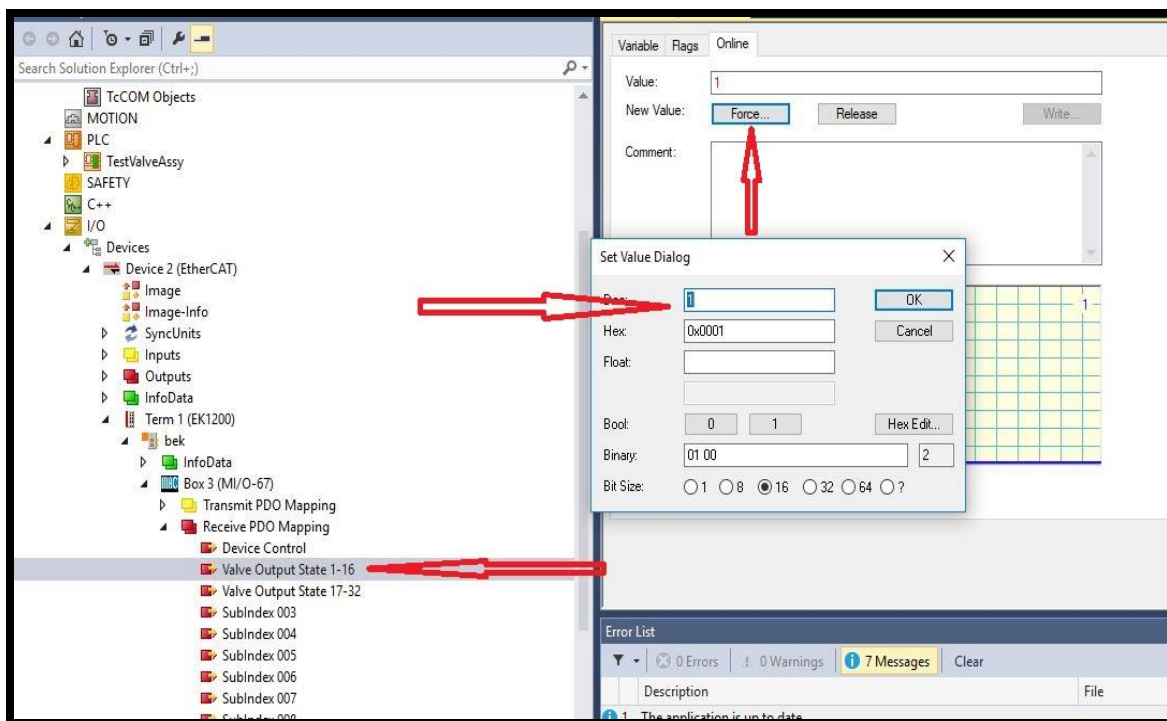 Search Solution Explorer (Ctrl+;)
TcCOM Objects
MOTION
PLC
TestValveAssy
SAFETY
C++
I/O
Devices
Device 2 (EtherCAT)
Image
Image-Info
SyncUnits
Inputs
Outputs
InfoData
Term 1 (EK1200)
bek
InfoData
Box 3 (MI/O-67)
Transmit PDO Mapping
Receive PDO Mapping
Device Control
Valve Output State 1-16
Valve Output State 17-32
SubIndex 003
SubIndex 004
SubIndex 005
SubIndex 006
SubIndex 007
SubIndex 008
Variable Flags Online
Value: 1
New Value: Force... Release Write...
Comment:
Set Value Dialog
1 OK
Hex: 0x0001 Cancel
Float:
Bool: 0 1 Hex Edit...
Binary: 01 00 2
Bit Size: 1 8 16 32 64 ?
1
Error List
0 Errors 0 Warnings 7 Messages Clear
Description File
1 The application is up to date